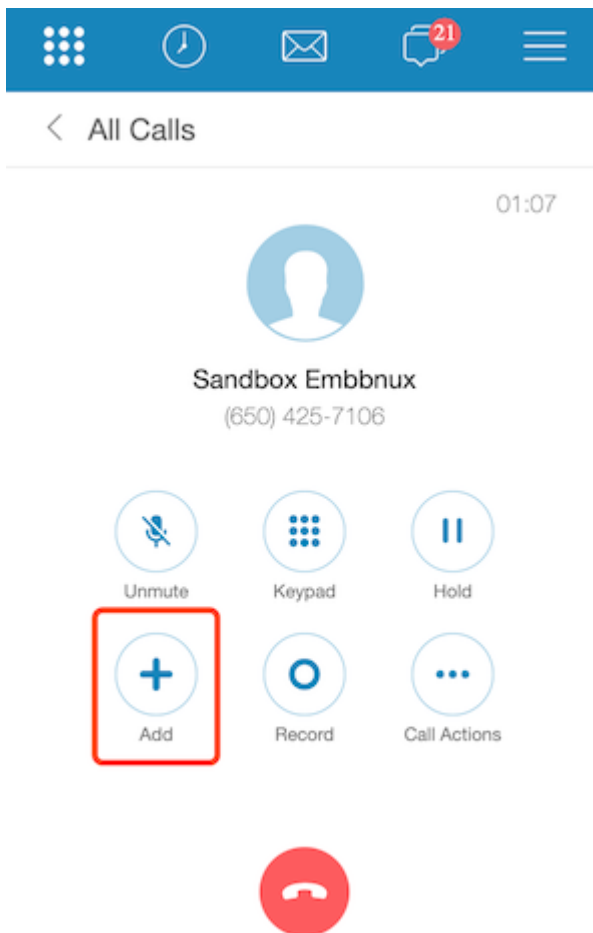 21
All Calls
01:07
Sandbox Embbnux
(650) 425-7106
Unmute Keypad Hold
Add Record Call Actions